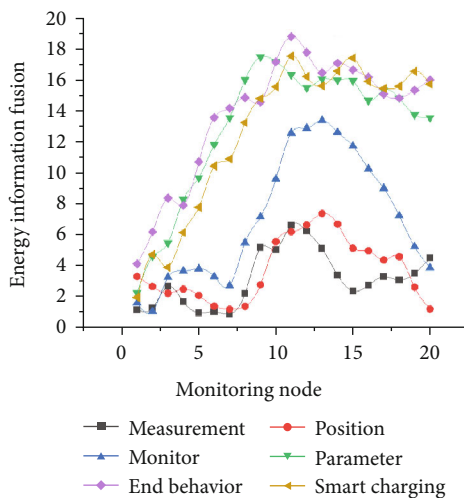 20
18
16
14
12
10
8
6
4
2
0
Energy information fusion
0 5 10 15 20
Monitoring node
Measurement Position
Monitor Parameter
End behavior Smart charging